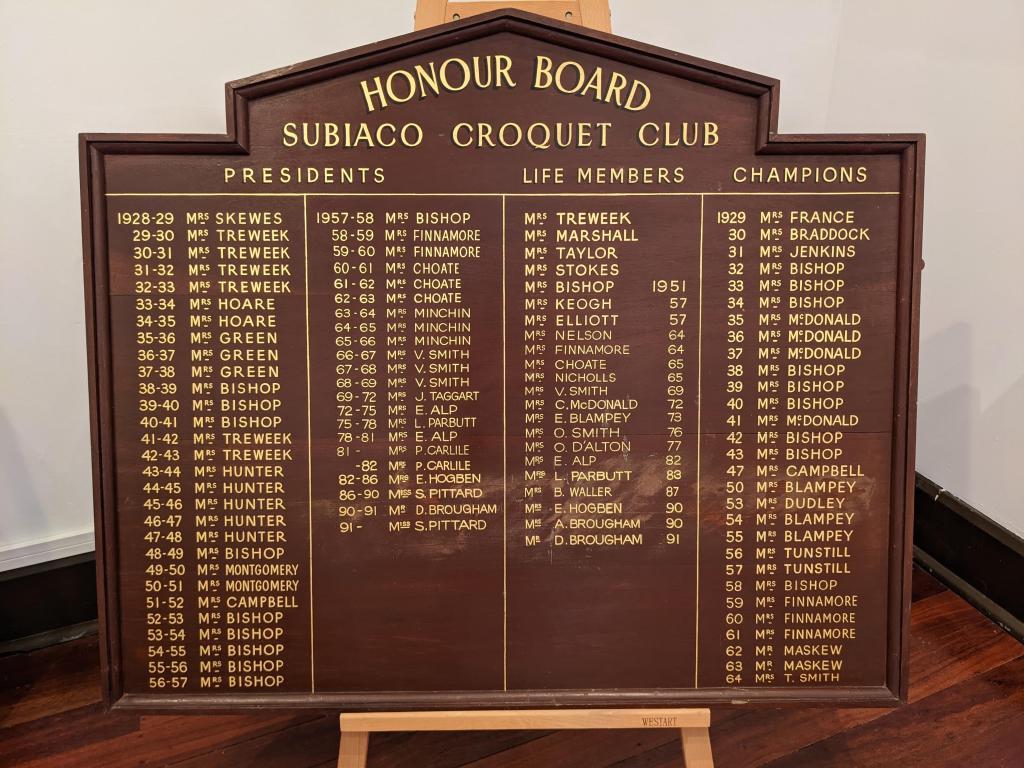 HONOUR BOARD
SUBIACO CROQUET CLUB
PRESIDENTS
1928-29 MRS SKEWES
29-30 MRS TREWEEK
30-31 MRS TREWEEK
31-32 MRS TREWEEK
32-33 MRS TREWEEK
33-34 MRS HOARE
34-35 MRS HOARE
35-36 MRS GREEN
36-37 MRS GREEN
37-38 MRS GREEN
38-39 MRS BISHOP
39-40 MRS BISHOP
40-41 MRS BISHOP
41-42 MRS TREWEEK
42-43 MRS TREWEEK
43-44 MRS HUNTER
44-45 MRS HUNTER
45-46 MRS HUNTER
46-47 MRS HUNTER
47-48 MRS HUNTER
48-49 MRS BISHOP
49-50 MRS MONTGOMERY
50-51 MRS MONTGOMERY
51-52 MRS CAMPBELL
52-53 MRS BISHOP
53-54 MRS BISHOP
54-55 MRS BISHOP
55-56 MRS BISHOP
56-57 MRS BISHOP
1957-58 MRS BISHOP
58-59 MRS FINNAMORE
59-60 MRS FINNAMORE
60-61 MRS CHOATE
61-62 MRS CHOATE
62-63 MRS CHOATE
63-64 MRS MINCHIN
64-65 MRS MINCHIN
65-66 MRS MINCHIN
66-67 MRS V. SMITH
67-68 MRS V. SMITH
68-69 MRS V. SMITH
69-72 MRS J. TAGGART
72-75 MRS E. ALP
75-78 MRS L. PARBUTT
78-81 MRS E. ALP
81- MRS P. CARLILE
-82 MRS P. CARLILE
82-86 MRS E. HOGBEN
86-90 MISS S. PITTARD
90-91 MR D. BROUGHAM
91- MISS S. PITTARD
LIFE MEMBERS
MRS TREWEEK
MRS MARSHALL
MRS TAYLOR
MRS STOKES
MRS BISHOP 1951
MRS KEOGH 57
MRS ELLIOTT 57
MRS NELSON 64
MRS FINNAMORE 64
MRS CHOATE 65
MRS NICHOLLS 65
MRS V. SMITH 69
MRS C. McDONALD 72
MRS E. BLAMPEY 73
MRS O. SMITH 76
MRS O. D'ALTON 77
MRS E. ALP 82
MRS L. PARBUTT 83
MRS B. WALLER 87
MRS E. HOGBEN 90
MRS A. BROUGHAM 90
MR D. BROUGHAM 91
CHAMPIONS
1929 MRS FRANCE
30 MRS BRADDOCK
31 MRS JENKINS
32 MRS BISHOP
33 MRS BISHOP
34 MRS BISHOP
35 MRS McDONALD
36 MRS McDONALD
37 MRS McDONALD
38 MRS BISHOP
39 MRS BISHOP
40 MRS BISHOP
41 MRS McDONALD
42 MRS BISHOP
43 MRS BISHOP
47 MRS CAMPBELL
50 MRS BLAMPEY
53 MRS DUDLEY
54 MRS BLAMPEY
55 MRS BLAMPEY
56 MRS TUNSTILL
57 MRS TUNSTILL
58 MRS BISHOP
59 MRS FINNAMORE
60 MRS FINNAMORE
61 MRS FINNAMORE
62 MR MASKEW
63 MR MASKEW
64 MRS T. SMITH
WESTART